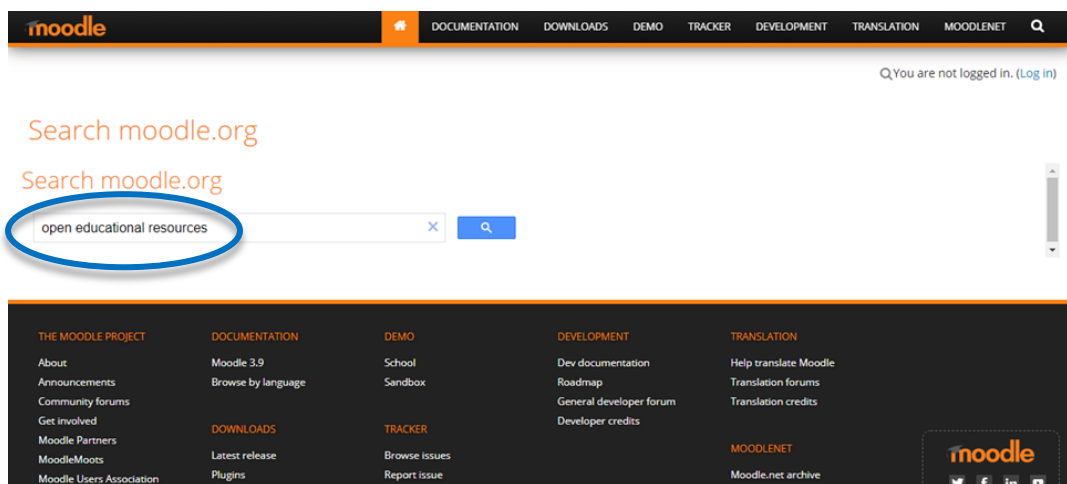 moodle
DOCUMENTATION DOWNLOADS DEMO TRACKER DEVELOPMENT TRANSLATION MOODLENET
You are not logged in. (Log in)
Search moodle.org
Search moodle.org
open educational resources
THE MOODLE PROJECT
About
Announcements
Community forums
Get involved
Moodle Partners
MoodleMoots
Moodle Users Association
DOCUMENTATION
Moodle 3.9
Browse by language
DOWNLOADS
Latest release
Plugins
DEMO
School
Sandbox
TRACKER
Browse issues
Report issue
DEVELOPMENT
Dev documentation
Roadmap
General developer forum
Developer credits
TRANSLATION
Help translate Moodle
Translation forums
Translation credits
MOODLENET
Moodle.net archive
moodle